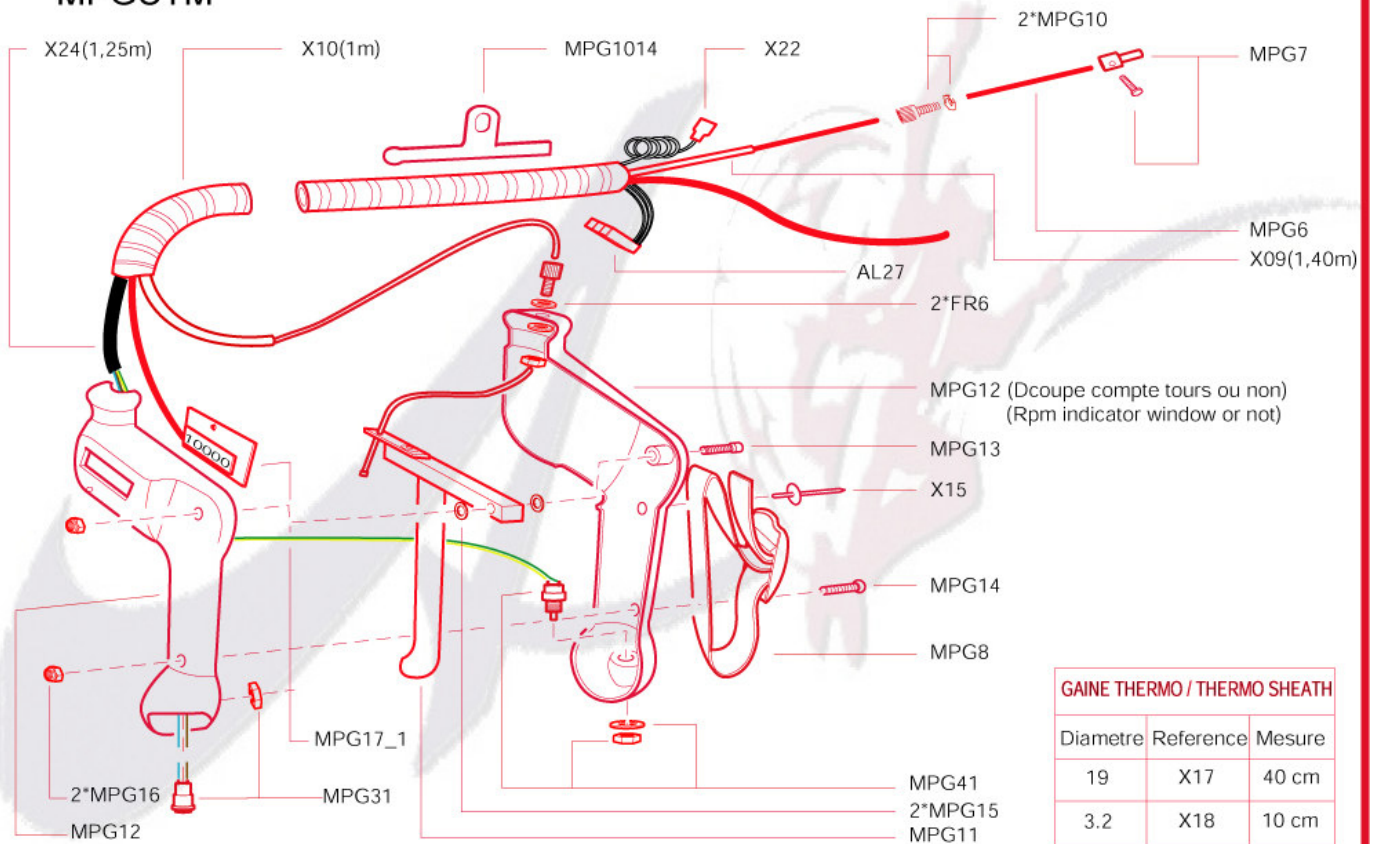 X24(1,25m)
X10(1m)
MPG1014
X22
2*MPG10
MPG7
MPG6
X09(1,40m)
AL27
2*FR6
MPG12 (Dcoupe compte tours ou non)
(Rpm indicator window or not)
MPG13
X15
10000
MPG14
MPG8
MPG17_1
2*MPG16
MPG31
MPG12
MPG41
2*MPG15
MPG11
GAINE THERMO / THERMO SHEATH
Diametre Reference Mesure
19 X17 40 cm
3.2 X18 10 cm